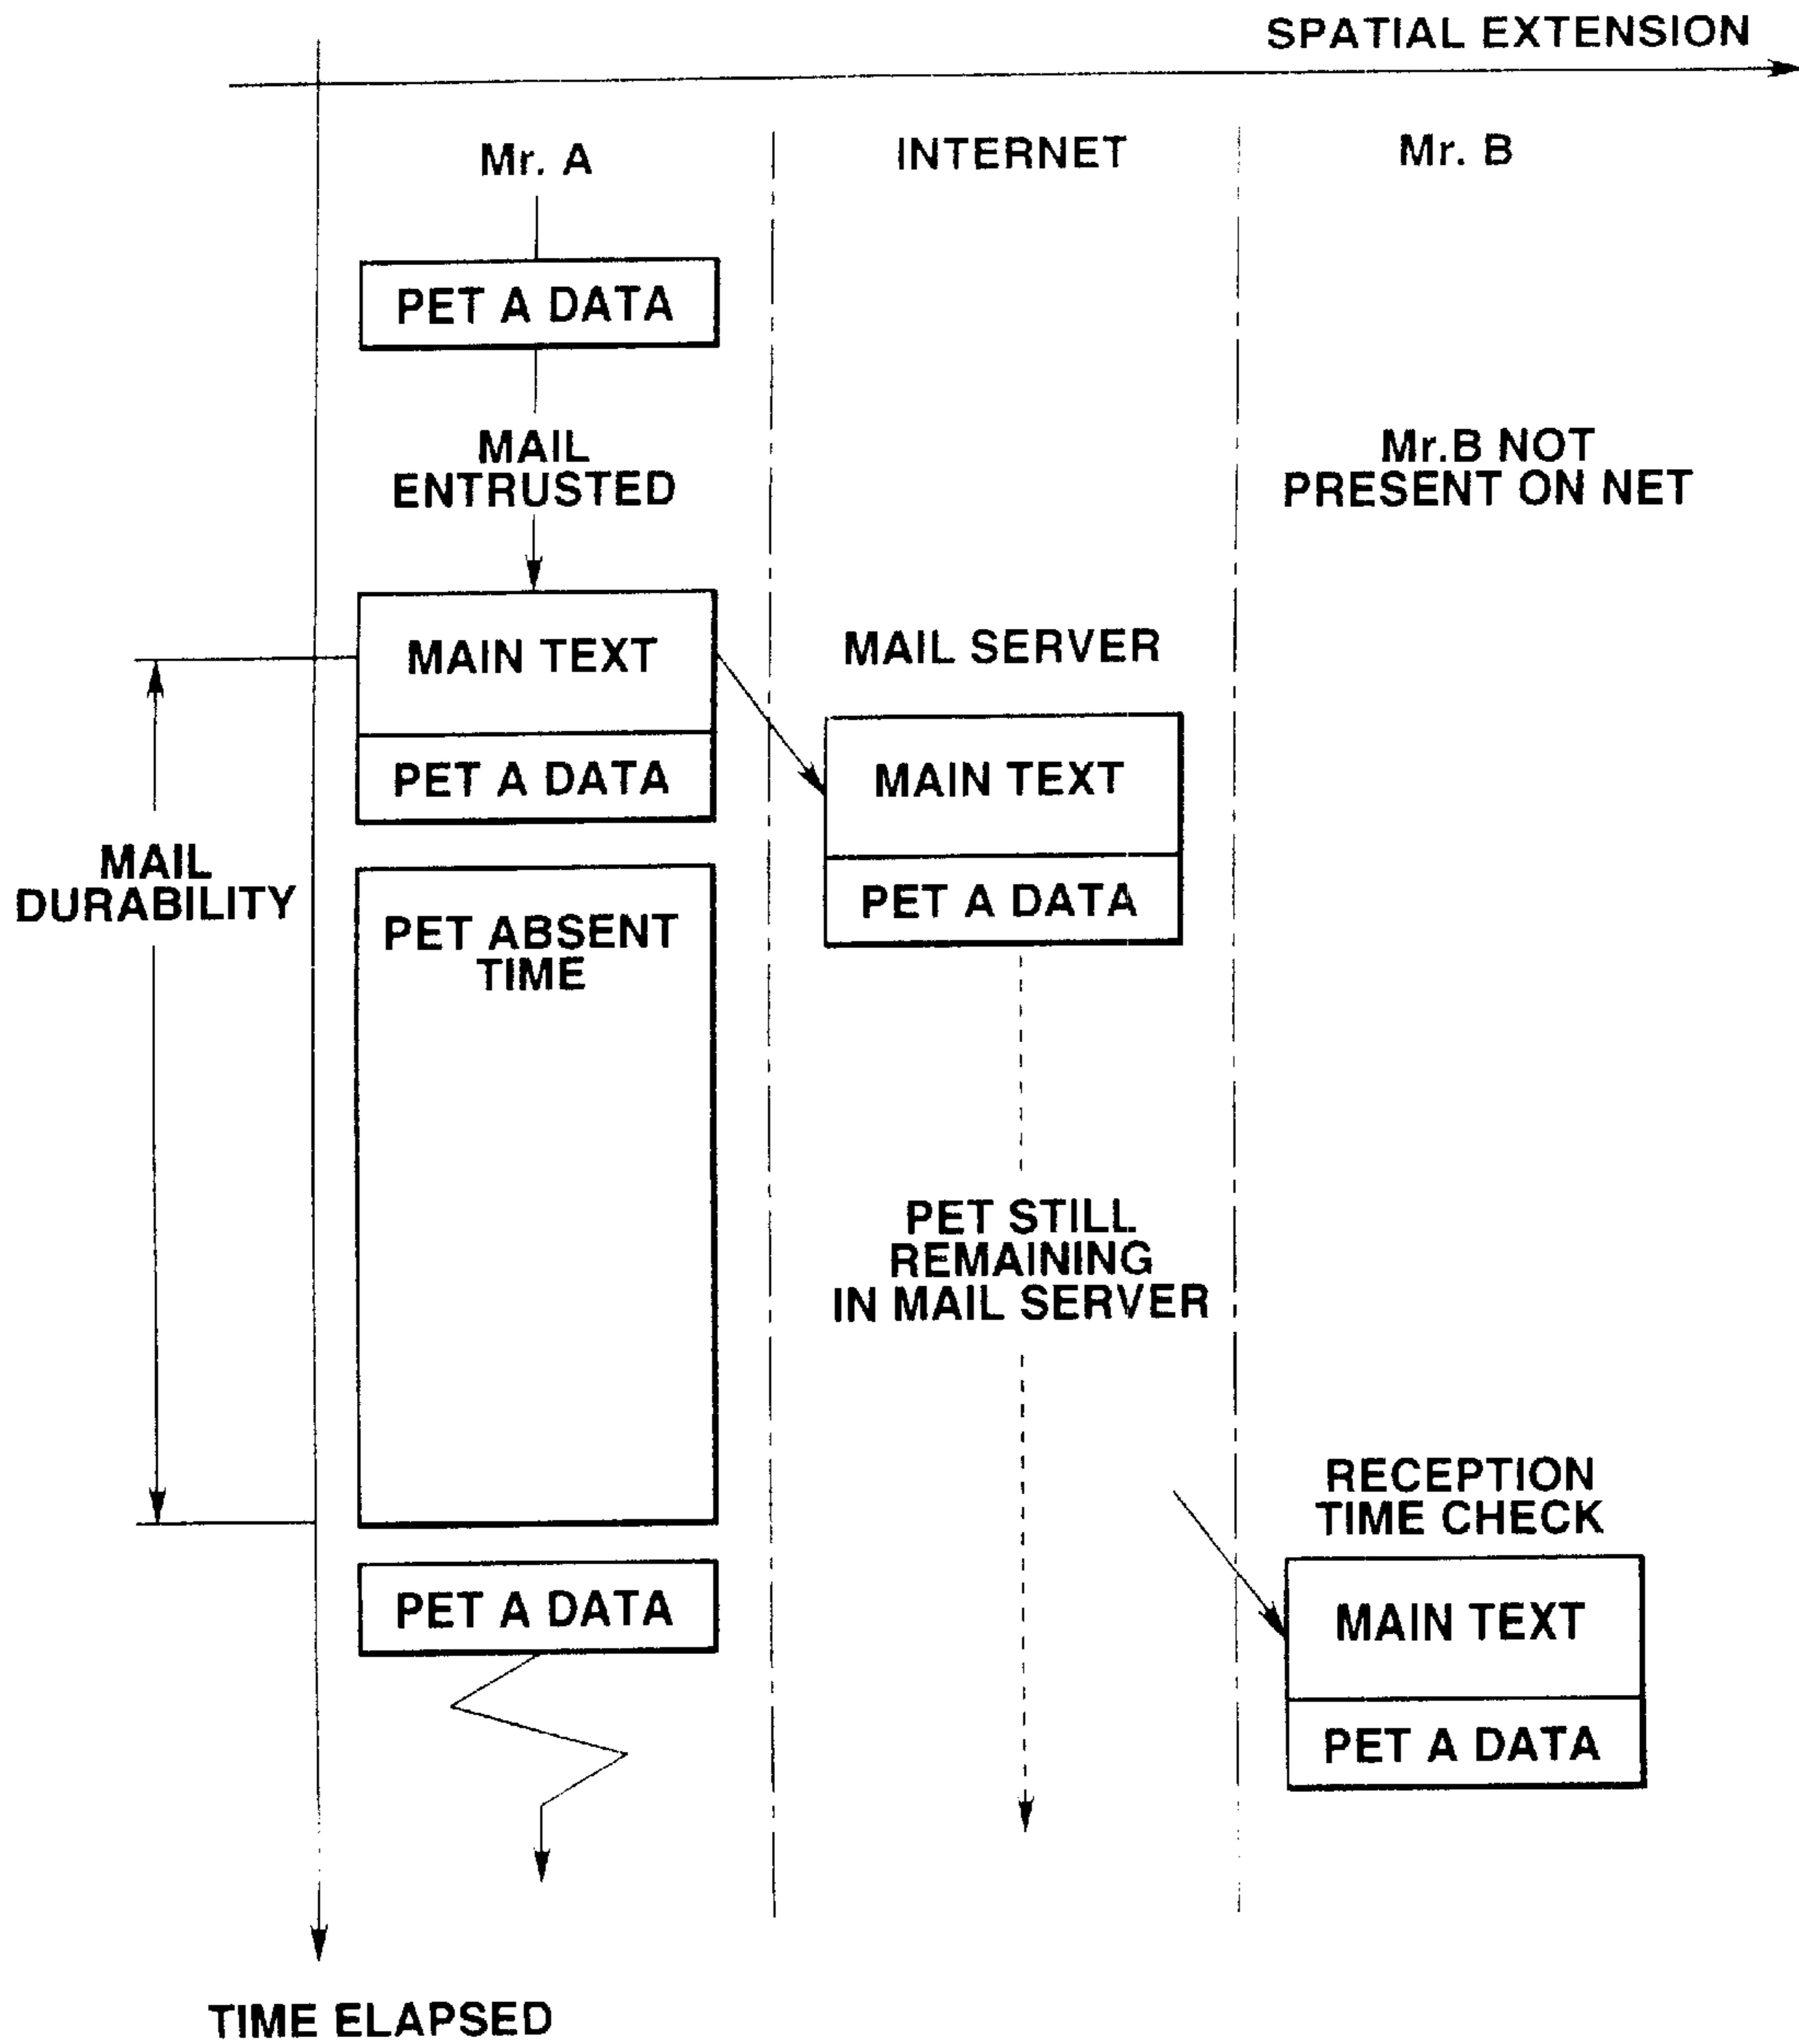 SPATIAL EXTENSION
Mr. A
INTERNET
Mr. B
PET A DATA
MAIL
ENTRUSTED
Mr.B NOT
PRESENT ON NET
MAIN TEXT
PET A DATA
MAIL SERVER
MAIN TEXT
PET A DATA
MAIL
DURABILITY
PET ABSENT
TIME
PET STILL
REMAINING
IN MAIL SERVER
RECEPTION
TIME CHECK
MAIN TEXT
PET A DATA
PET A DATA
TIME ELAPSED